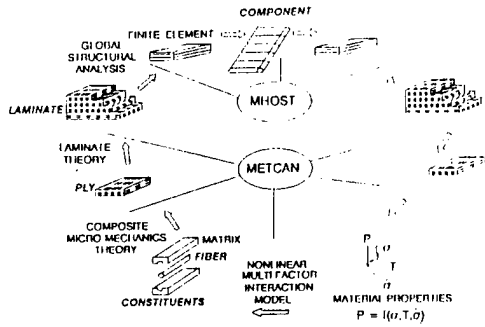 COMPONENT
FINITE ELEMENT
GLOBAL
STRUCTURAL
ANALYSIS
MHOST
LAMINATE
LAMINATE
THEORY
METCAN
PLY
COMPOSITE
MICRO MECHANICS
THEORY
MATRIX
FIBER
CONSTITUENTS
NONLINEAR
MULTI FACTOR
INTERACTION
MODEL
P
σ
T
σ̇
MATERIAL PROPERTIES